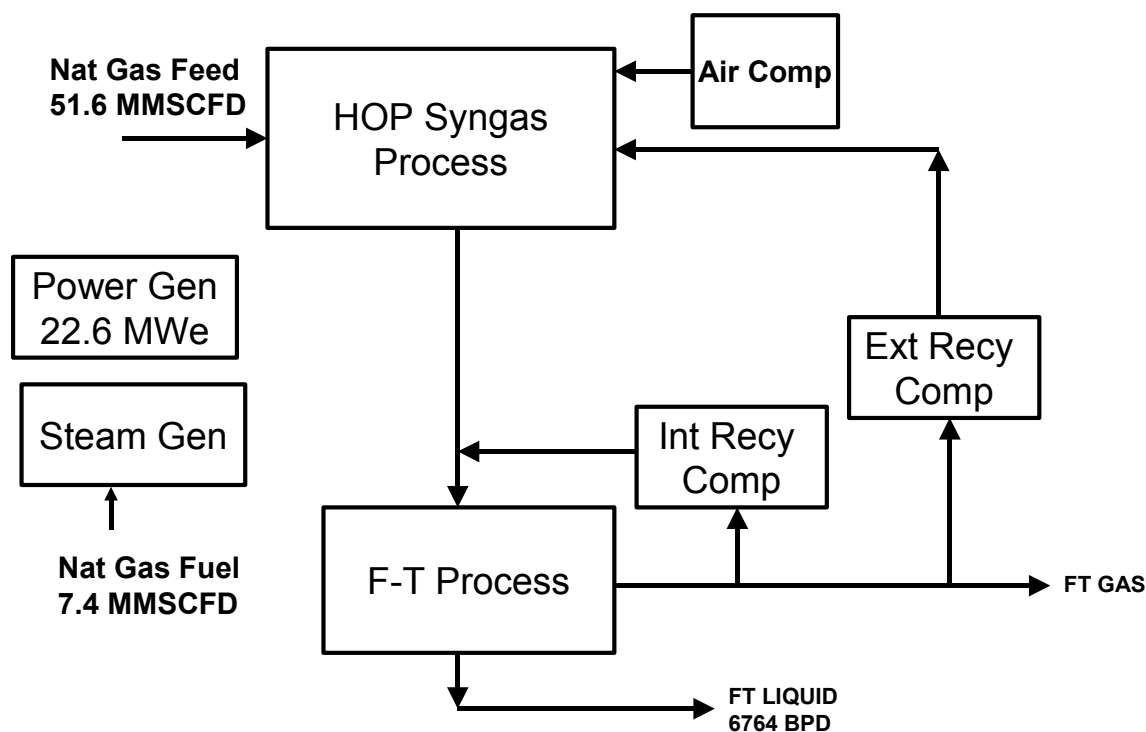 Nat Gas Feed
51.6 MMSCFD
HOP Syngas
Process
Air Comp
Power Gen
22.6 MWe
Ext Recy
Comp
Steam Gen
Int Recy
Comp
Nat Gas Fuel
7.4 MMSCFD
F-T Process
FT GAS
FT LIQUID
6764 BPD